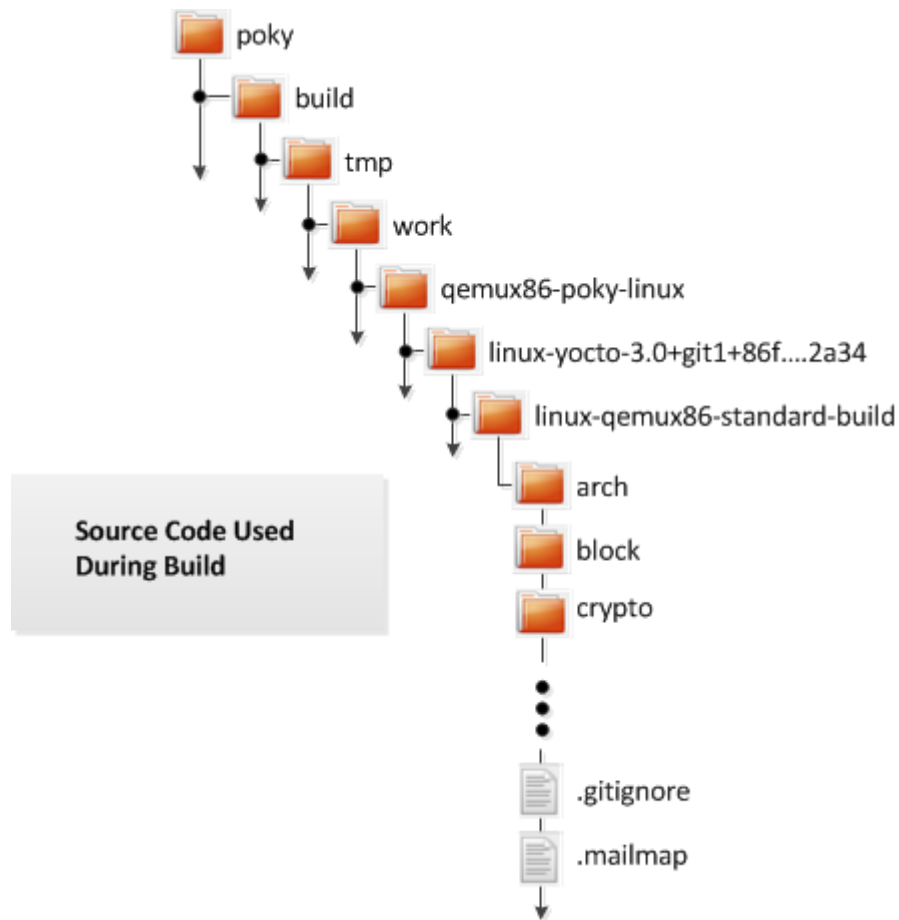 poky
build
tmp
work
qemux86-poky-linux
linux-yocto-3.0+git1+86f....2a34
linux-qemux86-standard-build
arch
Source Code Used
During Build
block
crypto
.gitignore
.mailmap